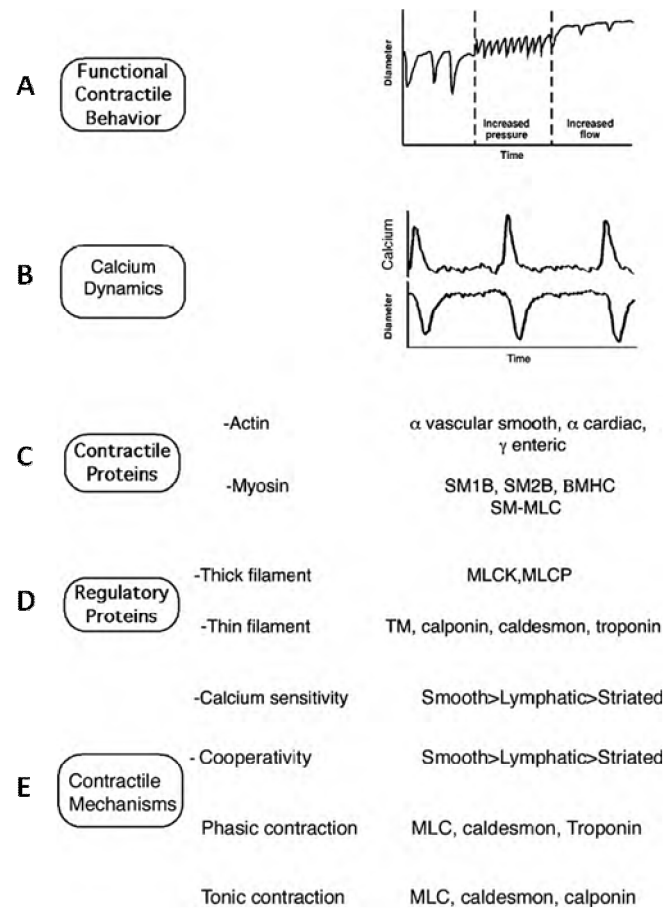 A
Functional
Contractile
Behavior
Diameter
Increased
pressure
Increased
flow
Time
B
Calcium
Dynamics
Calcium
Diameter
Time
C
Contractile
Proteins
-Actin
α vascular smooth, α cardiac,
γ enteric
-Myosin
SM1B, SM2B, BMHC
SM-MLC
D
Regulatory
Proteins
-Thick filament
MLCK,MLCP
-Thin filament
TM, calponin, caldesmon, troponin
E
Contractile
Mechanisms
-Calcium sensitivity
Smooth>Lymphatic>Striated
- Cooperativity
Smooth>Lymphatic>Striated
Phasic contraction
MLC, caldesmon, Troponin
Tonic contraction
MLC, caldesmon, calponin